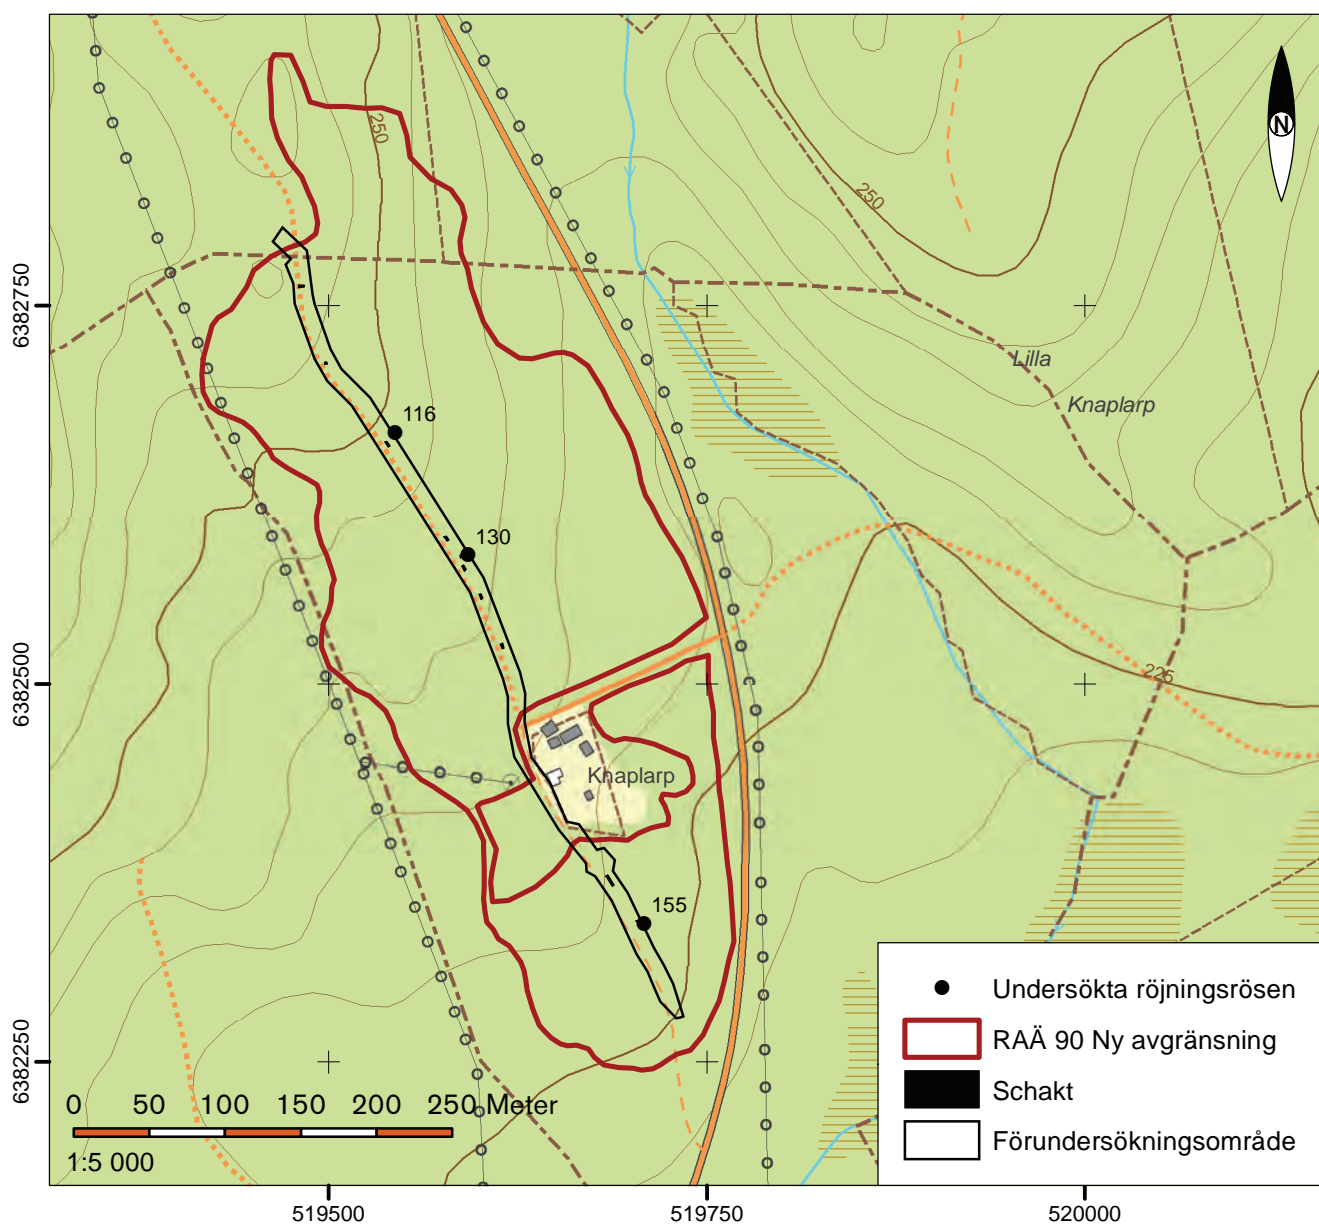 250
N
250
6382750
Lilla
Knaplarp
116
130
225
6382500
Knaplarp
155
6382250
Undersökta röjningsrösen
RAÄ 90 Ny avgränsning
Schakt
Förundersökningsområde
0 50 100 150 200 250 Meter
1:5 000
519500 519750 520000